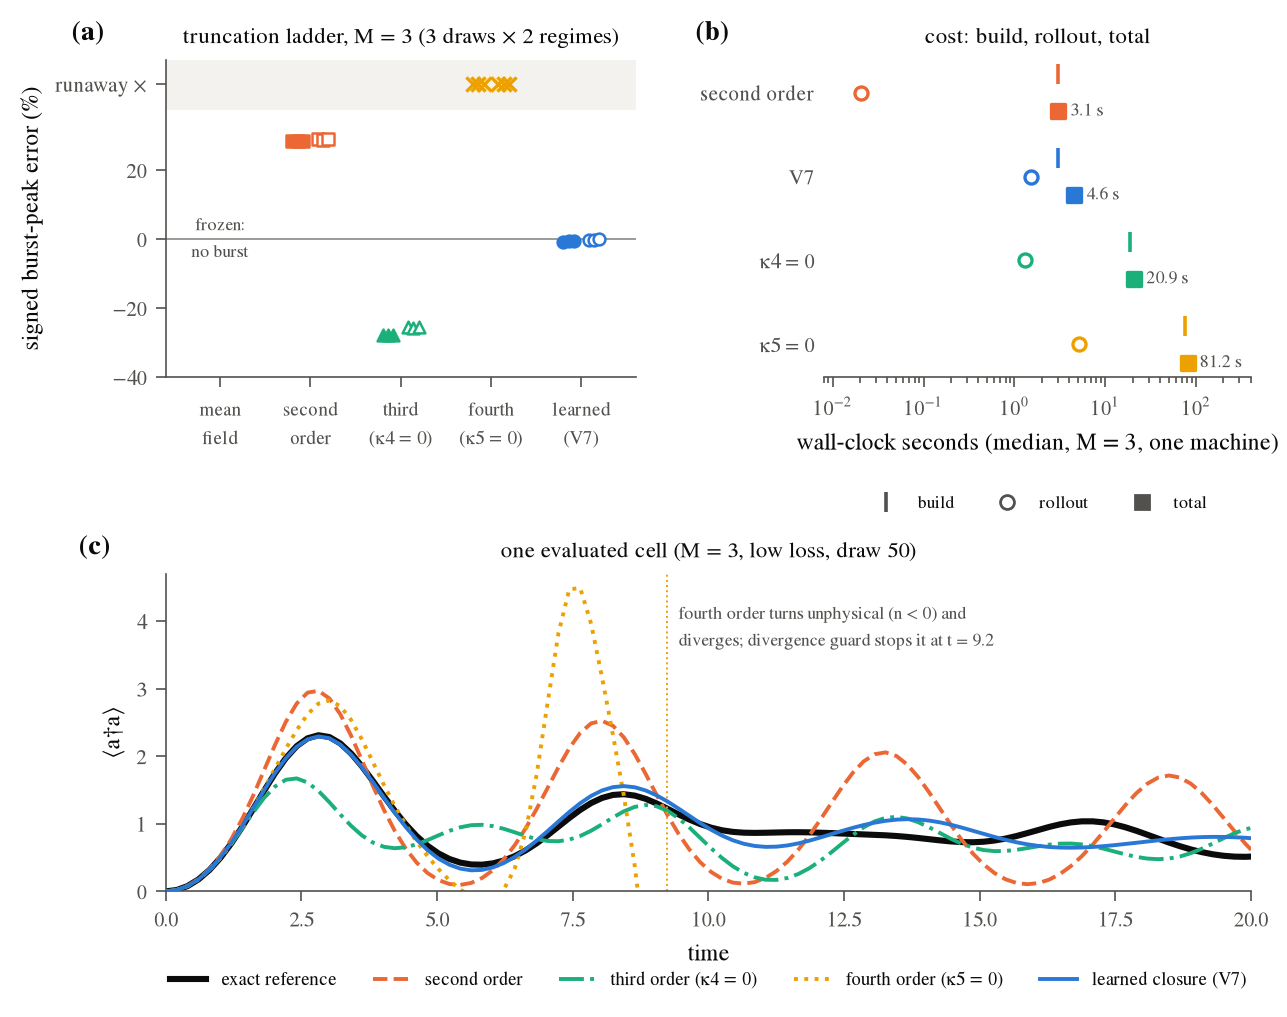 (a)
truncation ladder, M = 3 (3 draws × 2 regimes)
signed burst-peak error (%)
runaway ×
20
0
−20
−40
frozen:
no burst
mean
field
second
order
third
(κ4 = 0)
fourth
(κ5 = 0)
learned
(V7)
(b)
cost: build, rollout, total
second order
V7
κ4 = 0
κ5 = 0
3.1 s
4.6 s
20.9 s
81.2 s
10⁻²
10⁻¹
10⁰
10¹
10²
wall-clock seconds (median, M = 3, one machine)
build
rollout
total
(c)
one evaluated cell (M = 3, low loss, draw 50)
⟨a†a⟩
4
3
2
1
0
fourth order turns unphysical (n < 0) and
diverges; divergence guard stops it at t = 9.2
0.0
2.5
5.0
7.5
10.0
12.5
15.0
17.5
20.0
time
exact reference
second order
third order (κ4 = 0)
fourth order (κ5 = 0)
learned closure (V7)